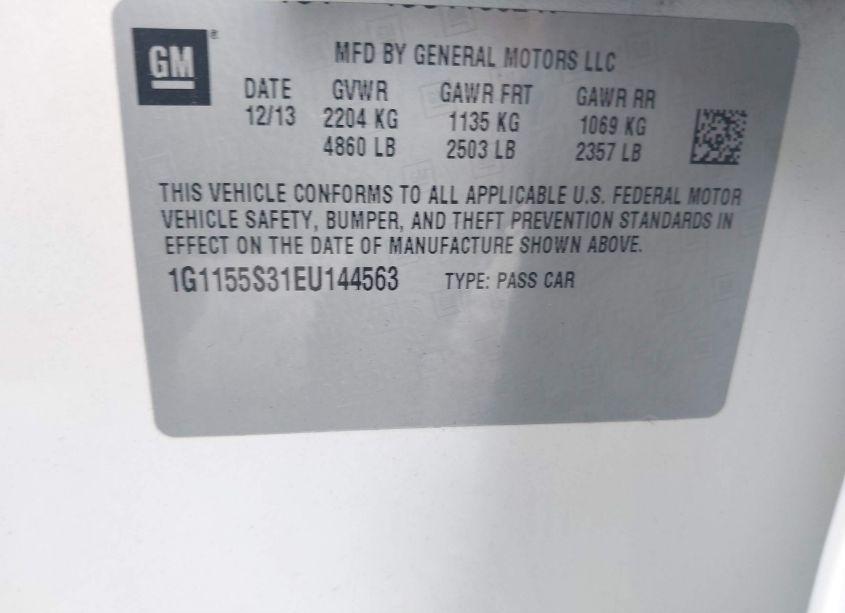 GM
MFD BY GENERAL MOTORS LLC
DATE GVWR GAWR FRT GAWR RR
12/13 2204 KG 1135 KG 1069 KG
4860 LB 2503 LB 2357 LB
THIS VEHICLE CONFORMS TO ALL APPLICABLE U.S. FEDERAL MOTOR
VEHICLE SAFETY, BUMPER, AND THEFT PREVENTION STANDARDS IN
EFFECT ON THE DATE OF MANUFACTURE SHOWN ABOVE.
1G1155S31EU144563 TYPE: PASS CAR